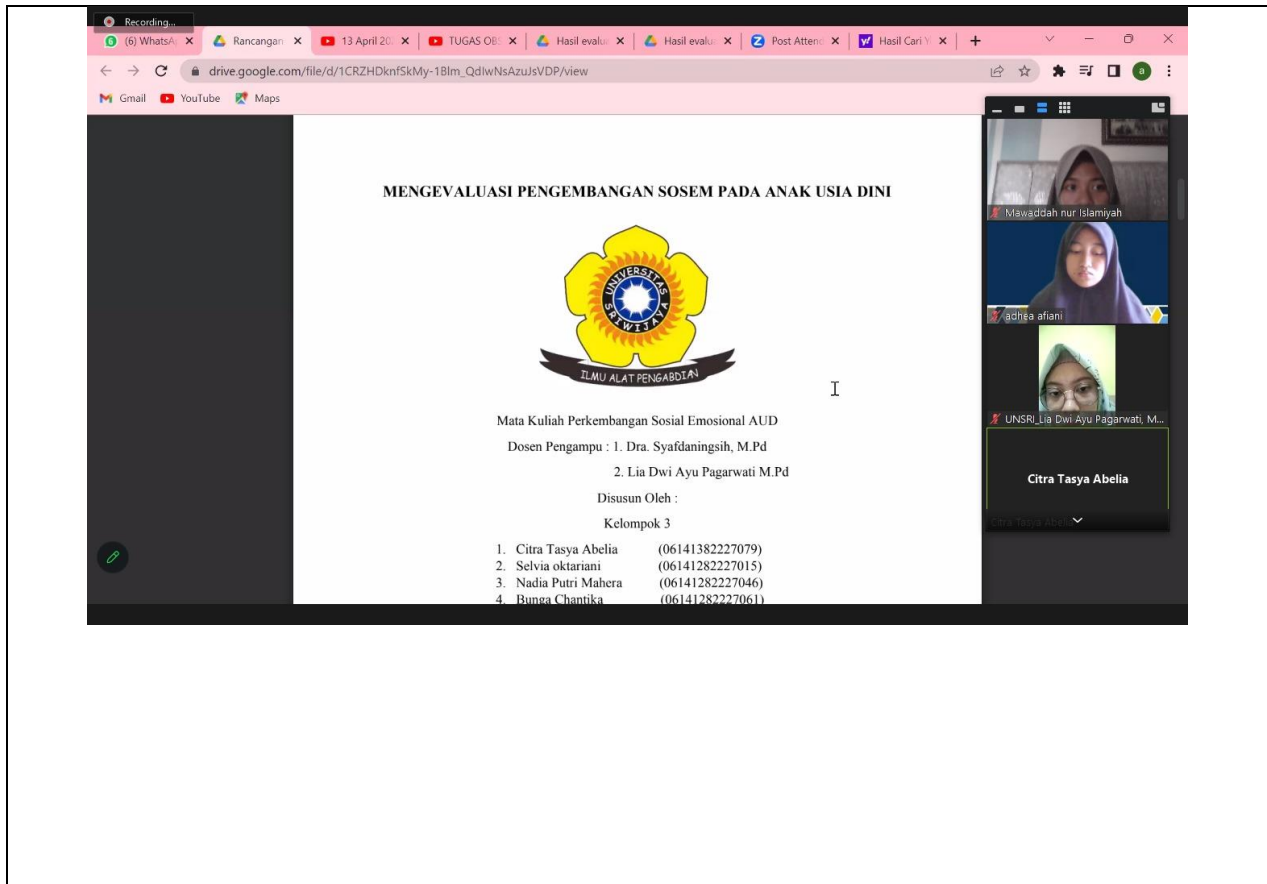 Recording...
(6) WhatsA
Rancangan
13 April 20
TUGAS OBS
Hasil evalu
Hasil evalu
Post Attend
Hasil Cari Y
drive.google.com/file/d/1CRZHDknfSkMy-1Blm_QdIwNsAzuJsVDP/view
Gmail YouTube Maps
MENGEVALUASI PENGEMBANGAN SOSEM PADA ANAK USIA DINI
UNIVERSITAS
SRIWIJAYA
ILMU ALAT PENGABDIAN
Mata Kuliah Perkembangan Sosial Emosional AUD
Dosen Pengampu : 1. Dra. Syafdaningsih, M.Pd
2. Lia Dwi Ayu Pagarwati M.Pd
Disusun Oleh :
Kelompok 3
1. Citra Tasya Abelia (06141382227079)
2. Selvia oktariani (06141282227015)
3. Nadia Putri Mahera (06141282227046)
4. Bunga Chantika (06141282227061)
Mawaddah nur Islamiyah
adhea afiani
UNSRI_Lia Dwi Ayu Pagarwati, M...
Citra Tasya Abelia
Citra Tasya Abelia